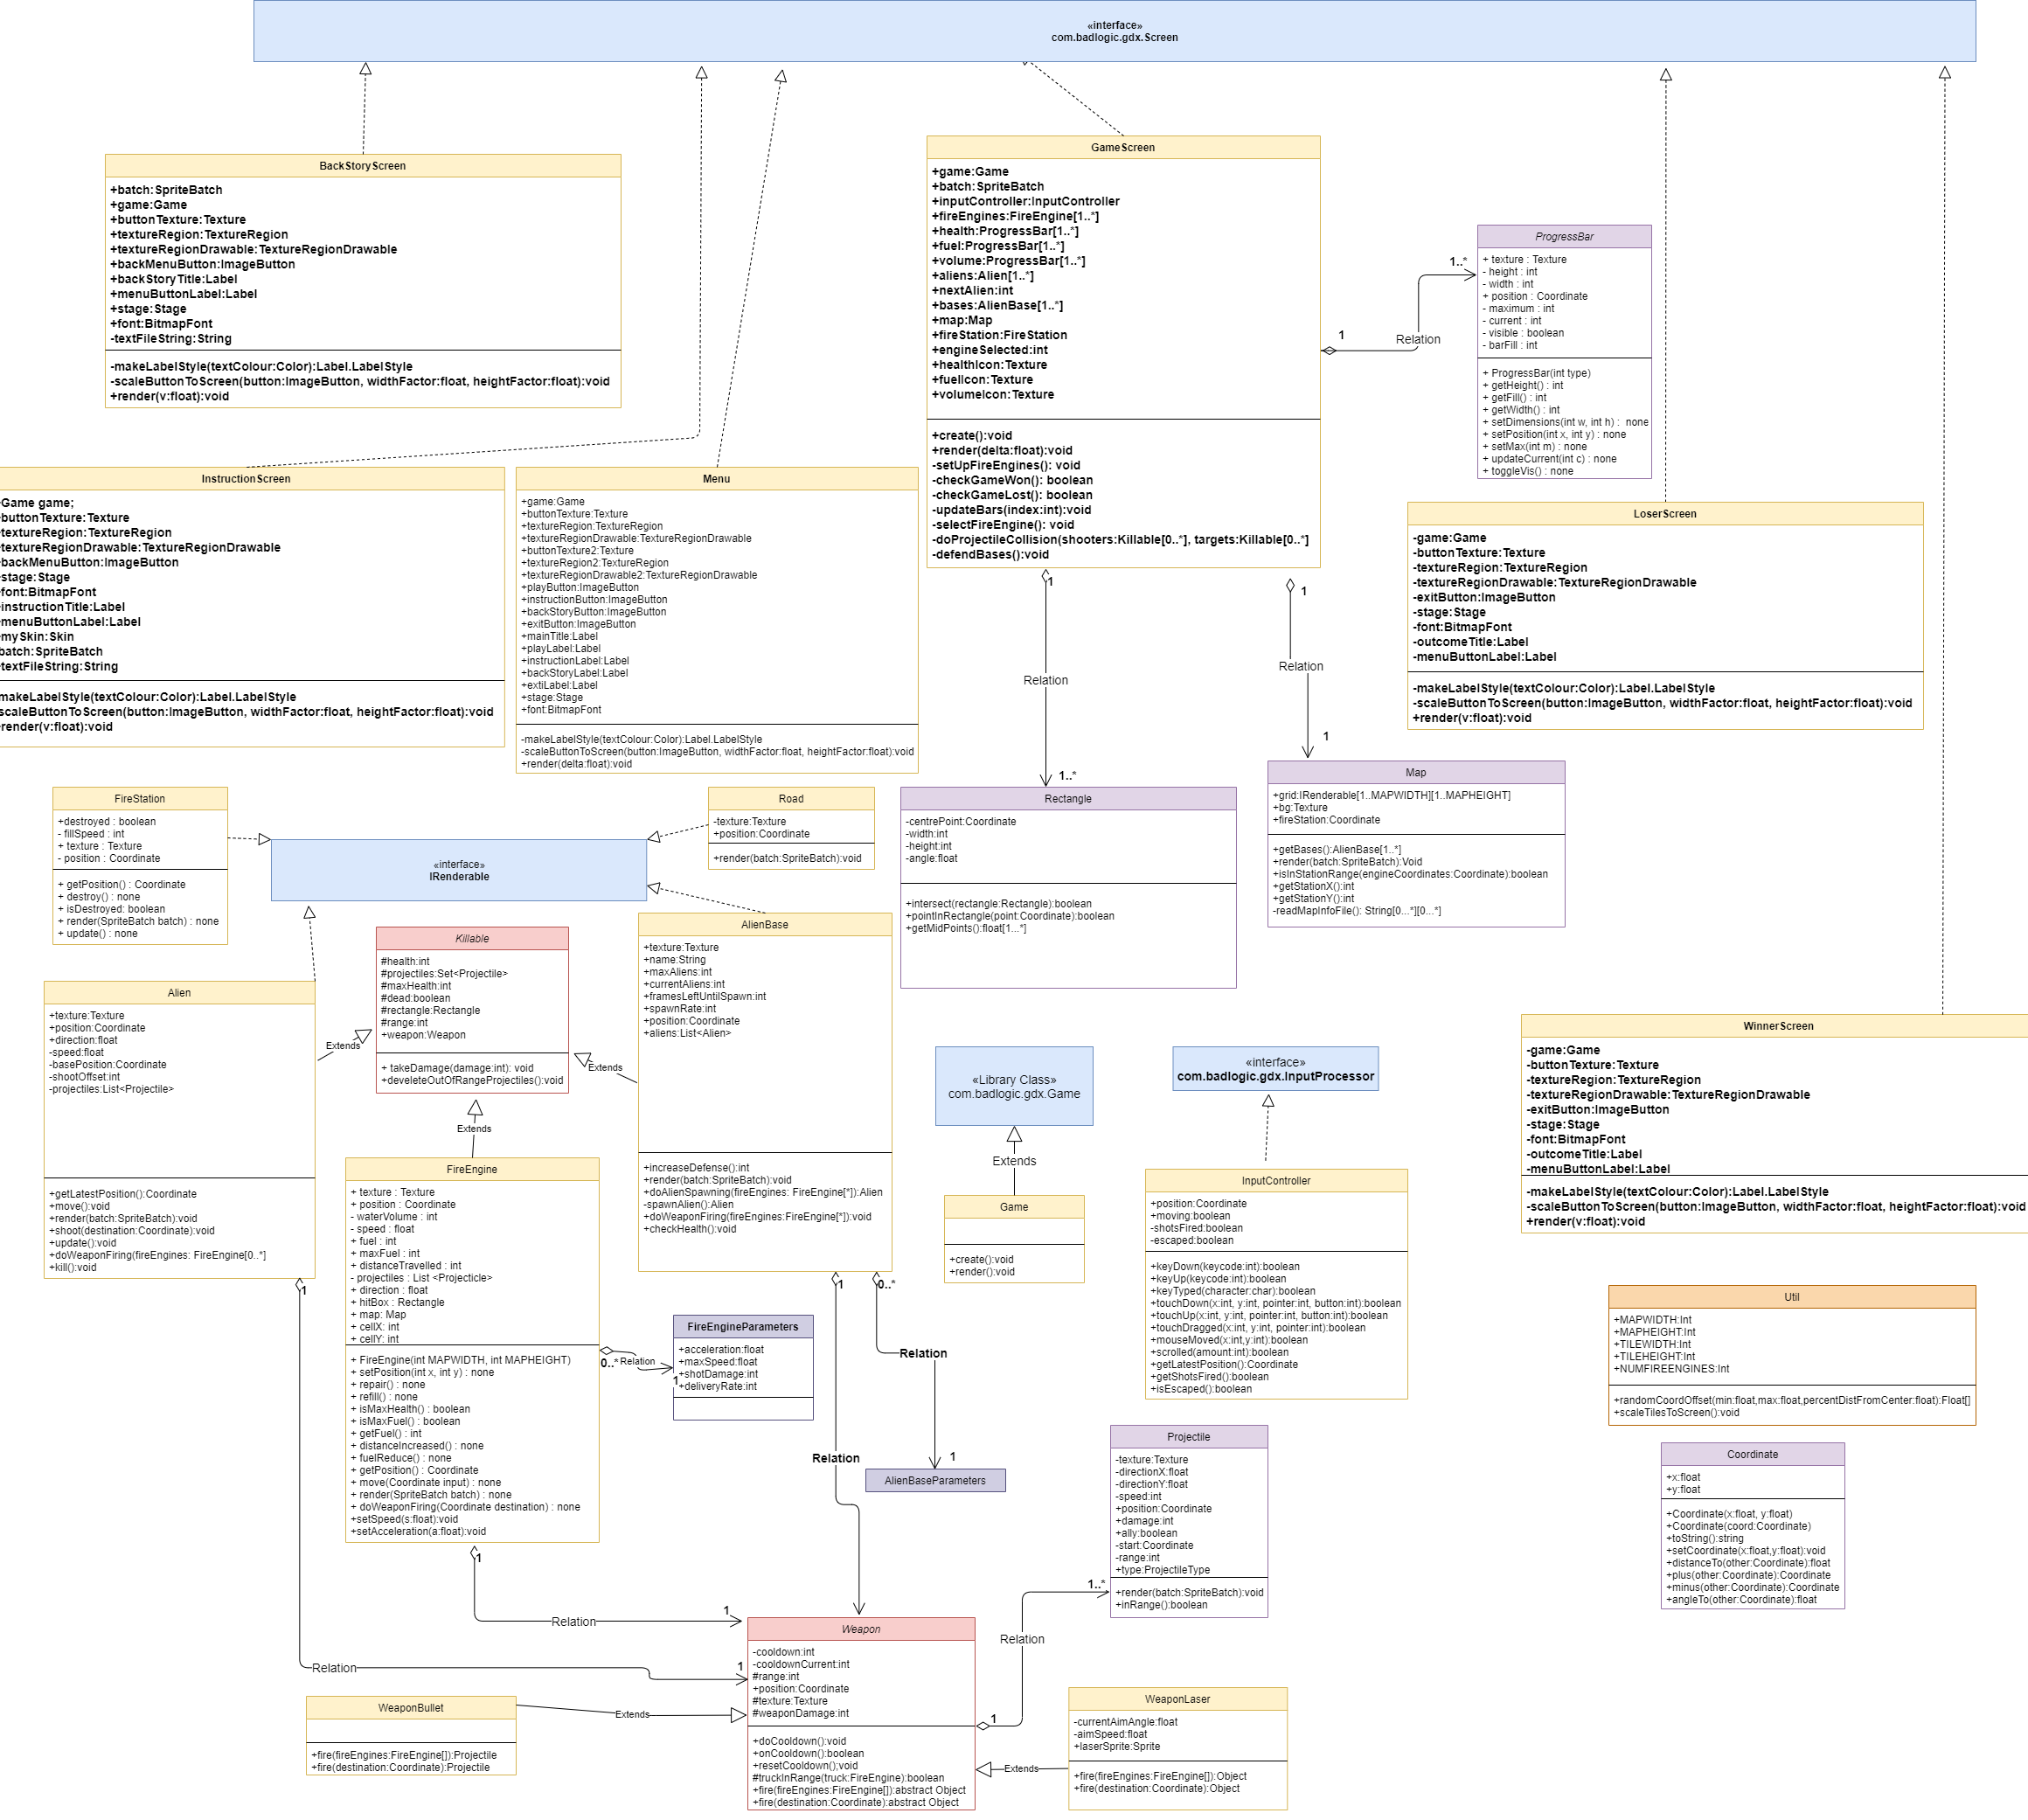 «interface»
com.badlogic.gdx.Screen
BackStoryScreen
+batch:SpriteBatch
+game:Game
+buttonTexture:Texture
+textureRegion:TextureRegion
+textureRegionDrawable:TextureRegionDrawable
+backMenuButton:ImageButton
+backStoryTitle:Label
+menuButtonLabel:Label
+stage:Stage
+font:BitmapFont
-textFileString:String
-makeLabelStyle(textColour:Color):Label.LabelStyle
-scaleButtonToScreen(button:ImageButton, widthFactor:float, heightFactor:float):void
+render(v:float):void
GameScreen
+game:Game
+batch:SpriteBatch
+inputController:InputController
+fireEngines:FireEngine[1..*]
+health:ProgressBar[1..*]
+fuel:ProgressBar[1..*]
+volume:ProgressBar[1..*]
+aliens:Alien[1..*]
+nextAlien:int
+bases:AlienBase[1..*]
+map:Map
+fireStation:FireStation
+engineSelected:int
+healthIcon:Texture
+fuelIcon:Texture
+volumeIcon:Texture
+create():void
+render(delta:float):void
-setUpFireEngines(): void
-checkGameWon(): boolean
-checkGameLost(): boolean
-updateBars(index:int):void
-selectFireEngine(): void
-doProjectileCollision(shooters:Killable[0..*], targets:Killable[0..*]
-defendBases():void
1
Relation
1..*
ProgressBar
+ texture : Texture
- height : int
- width : int
+ position : Coordinate
- maximum : int
- current : int
- visible : boolean
- barFill : int
+ ProgressBar(int type)
+ getHeight() : int
+ getFill() : int
+ getWidth() : int
+ setDimensions(int w, int h) : none
+ setPosition(int x, int y) : none
+ setMax(int m) : none
+ updateCurrent(int c) : none
+ toggleVis() : none
InstructionScreen
Game game;
buttonTexture:Texture
textureRegion:TextureRegion
textureRegionDrawable:TextureRegionDrawable
backMenuButton:ImageButton
stage:Stage
font:BitmapFont
instructionTitle:Label
menuButtonLabel:Label
mySkin:Skin
batch:SpriteBatch
textFileString:String
makeLabelStyle(textColour:Color):Label.LabelStyle
scaleButtonToScreen(button:ImageButton, widthFactor:float, heightFactor:float):void
render(v:float):void
Menu
+game:Game
+buttonTexture:Texture
+textureRegion:TextureRegion
+textureRegionDrawable:TextureRegionDrawable
+buttonTexture2:Texture
+textureRegion2:TextureRegion
+textureRegionDrawable2:TextureRegionDrawable
+playButton:ImageButton
+instructionButton:ImageButton
+backStoryButton:ImageButton
+exitButton:ImageButton
+mainTitle:Label
+playLabel:Label
+instructionLabel:Label
+backStoryLabel:Label
+extiLabel:Label
+stage:Stage
+font:BitmapFont
-makeLabelStyle(textColour:Color):Label.LabelStyle
-scaleButtonToScreen(button:ImageButton, widthFactor:float, heightFactor:float):void
+render(delta:float):void
LoserScreen
-game:Game
-buttonTexture:Texture
-textureRegion:TextureRegion
-textureRegionDrawable:TextureRegionDrawable
-exitButton:ImageButton
-stage:Stage
-font:BitmapFont
-outcomeTitle:Label
-menuButtonLabel:Label
-makeLabelStyle(textColour:Color):Label.LabelStyle
-scaleButtonToScreen(button:ImageButton, widthFactor:float, heightFactor:float):void
+render(v:float):void
1
Relation
1..*
1
Relation
1
FireStation
+destroyed : boolean
- fillSpeed : int
+ texture : Texture
- position : Coordinate
+ getPosition() : Coordinate
+ destroy() : none
+ isDestroyed: boolean
+ render(SpriteBatch batch) : none
+ update() : none
«interface»
IRenderable
Road
-texture:Texture
+position:Coordinate
+render(batch:SpriteBatch):void
Rectangle
-centrePoint:Coordinate
-width:int
-height:int
-angle:float
+intersect(rectangle:Rectangle):boolean
+pointInRectangle(point:Coordinate):boolean
+getMidPoints():float[1...*]
Map
+grid:IRenderable[1..MAPWIDTH][1..MAPHEIGHT]
+bg:Texture
+fireStation:Coordinate
+getBases():AlienBase[1..*]
+render(batch:SpriteBatch):Void
+isInStationRange(engineCoordinates:Coordinate):boolean
+getStationX():int
+getStationY():int
-readMapInfoFile(): String[0...*][0...*]
Alien
+texture:Texture
+position:Coordinate
+direction:float
-speed:float
-basePosition:Coordinate
-shootOffset:int
-projectiles:List<Projectile>
+getLatestPosition():Coordinate
+move():void
+render(batch:SpriteBatch):void
+shoot(destination:Coordinate):void
+update():void
+doWeaponFiring(fireEngines: FireEngine[0..*]
+kill():void
Extends
Killable
#health:int
#projectiles:Set<Projectile>
#maxHealth:int
#dead:boolean
#rectangle:Rectangle
#range:int
+weapon:Weapon
+ takeDamage(damage:int): void
+develeteOutOfRangeProjectiles():void
Extends
Extends
AlienBase
+texture:Texture
+name:String
+maxAliens:int
+currentAliens:int
+framesLeftUntilSpawn:int
+spawnRate:int
+position:Coordinate
+aliens:List<Alien>
+increaseDefense():int
+render(batch:SpriteBatch):void
+doAlienSpawning(fireEngines: FireEngine[*]):Alien
-spawnAlien():Alien
+doWeaponFiring(fireEngines:FireEngine[*]):void
+checkHealth():void
«Library Class»
com.badlogic.gdx.Game
Extends
Game
+create():void
+render():void
«interface»
com.badlogic.gdx.InputProcessor
InputController
+position:Coordinate
+moving:boolean
-shotsFired:boolean
-escaped:boolean
+keyDown(keycode:int):boolean
+keyUp(keycode:int):boolean
+keyTyped(character:char):boolean
+touchDown(x:int, y:int, pointer:int, button:int):boolean
+touchUp(x:int, y:int, pointer:int, button:int):boolean
+touchDragged(x:int, y:int, pointer:int):boolean
+mouseMoved(x:int,y:int):boolean
+scrolled(amount:int):boolean
+getLatestPosition():Coordinate
+getShotsFired():boolean
+isEscaped():boolean
WinnerScreen
-game:Game
-buttonTexture:Texture
-textureRegion:TextureRegion
-textureRegionDrawable:TextureRegionDrawable
-exitButton:ImageButton
-stage:Stage
-font:BitmapFont
-outcomeTitle:Label
-menuButtonLabel:Label
-makeLabelStyle(textColour:Color):Label.LabelStyle
-scaleButtonToScreen(button:ImageButton, widthFactor:float, heightFactor:float):void
+render(v:float):void
FireEngine
+ texture : Texture
+ position : Coordinate
- waterVolume : int
- speed : float
+ fuel : int
+ maxFuel : int
+ distanceTravelled : int
- projectiles : List <Projecticle>
+ direction : float
+ hitBox : Rectangle
+ map: Map
+ cellX: int
+ cellY: int
+ FireEngine(int MAPWIDTH, int MAPHEIGHT)
+ setPosition(int x, int y) : none
+ repair() : none
+ refill() : none
+ isMaxHealth() : boolean
+ isMaxFuel() : boolean
+ getFuel() : int
+ distanceIncreased() : none
+ fuelReduce() : none
+ getPosition() : Coordinate
+ move(Coordinate input) : none
+ render(SpriteBatch batch) : none
+ doWeaponFiring(Coordinate destination) : none
+setSpeed(s:float):void
+setAcceleration(a:float):void
0..*
Relation
1
FireEngineParameters
+acceleration:float
+maxSpeed:float
+shotDamage:int
+deliveryRate:int
1
Relation
0..*
Relation
1
AlienBaseParameters
Util
+MAPWIDTH:Int
+MAPHEIGHT:Int
+TILEWIDTH:Int
+TILEHEIGHT:Int
+NUMFIREENGINES:Int
+randomCoordOffset(min:float,max:float,percentDistFromCenter:float):Float[]
+scaleTilesToScreen():void
Coordinate
+x:float
+y:float
+Coordinate(x:float, y:float)
+Coordinate(coord:Coordinate)
+toString():string
+setCoordinate(x:float,y:float):void
+distanceTo(other:Coordinate):float
+plus(other:Coordinate):Coordinate
+minus(other:Coordinate):Coordinate
+angleTo(other:Coordinate):float
Projectile
-texture:Texture
-directionX:float
-directionY:float
-speed:int
+position:Coordinate
+damage:int
+ally:boolean
-start:Coordinate
-range:int
+type:ProjectileType
+render(batch:SpriteBatch):void
+inRange():boolean
1
Relation
1
1
Relation
1
Weapon
-cooldown:int
-cooldownCurrent:int
#range:int
+position:Coordinate
#texture:Texture
#weaponDamage:int
+doCooldown():void
+onCooldown():boolean
+resetCooldown();void
#truckInRange(truck:FireEngine):boolean
+fire(fireEngines:FireEngine[]):abstract Object
+fire(destination:Coordinate):abstract Object
1
Relation
1..*
WeaponBullet
+fire(fireEngines:FireEngine[]):Projectile
+fire(destination:Coordinate):Projectile
Extends
Extends
WeaponLaser
-currentAimAngle:float
-aimSpeed:float
+laserSprite:Sprite
+fire(fireEngines:FireEngine[]):Object
+fire(destination:Coordinate):Object